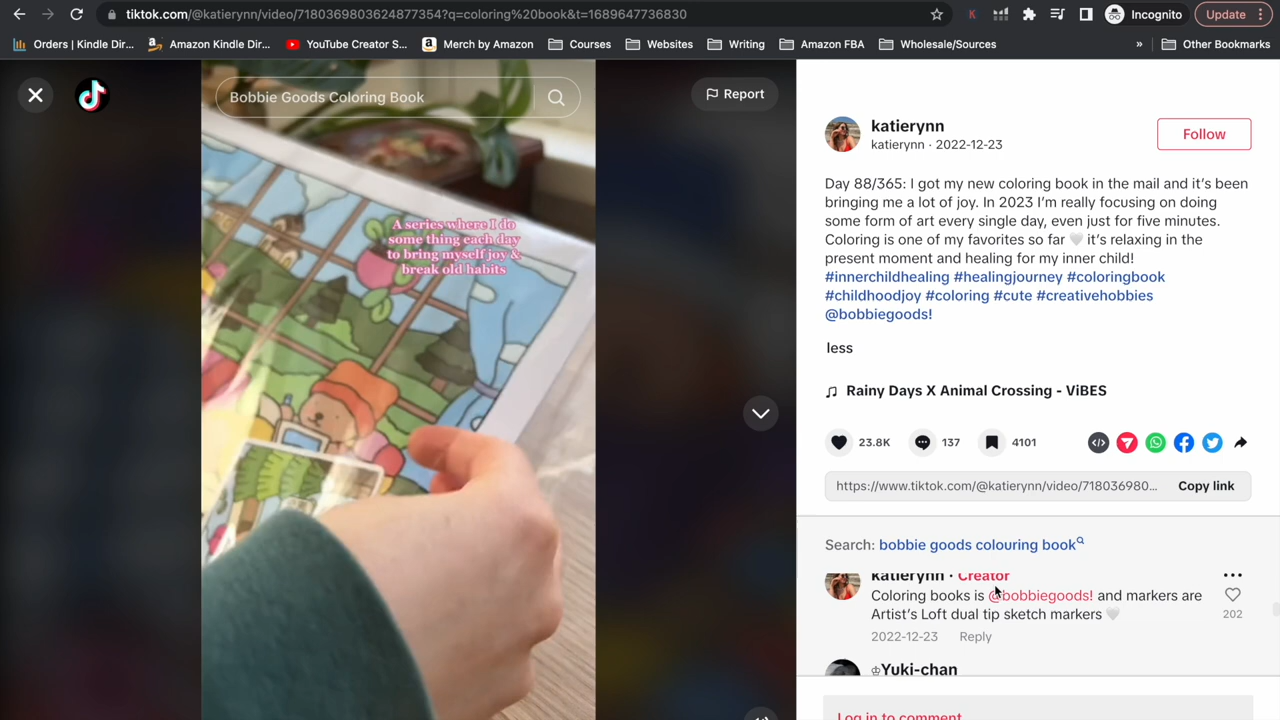 tiktok.com/@katierynn/video/7180369803624877354?q=coloring%20book&t=1689647736830
K
Incognito
Update
Orders | Kindle Dir...
Amazon Kindle Dir...
YouTube Creator S...
Merch by Amazon
Courses
Websites
Writing
Amazon FBA
Wholesale/Sources
»
Other Bookmarks
Bobbie Goods Coloring Book
Report
A series where I do
some thing each day
to bring myself joy &
break old habits
katierynn
katierynn · 2022-12-23
Follow
Day 88/365: I got my new coloring book in the mail and it's been
bringing me a lot of joy. In 2023 I'm really focusing on doing
some form of art every single day, even just for five minutes.
Coloring is one of my favorites so far 🤍 it's relaxing in the
present moment and healing for my inner child!
#innerchildhealing #healingjourney #coloringbook
#childhoodjoy #coloring #cute #creativehobbies
@bobbiegoods!
less
♫ Rainy Days X Animal Crossing - ViBES
23.8K
137
4101
https://www.tiktok.com/@katierynn/video/718036980...
Copy link
Search: bobbie goods colouring book
katierynn · Creator
Coloring books is @bobbiegoods! and markers are
Artist's Loft dual tip sketch markers 🤍
202
2022-12-23 Reply
♔Yuki-chan
Log in to comment